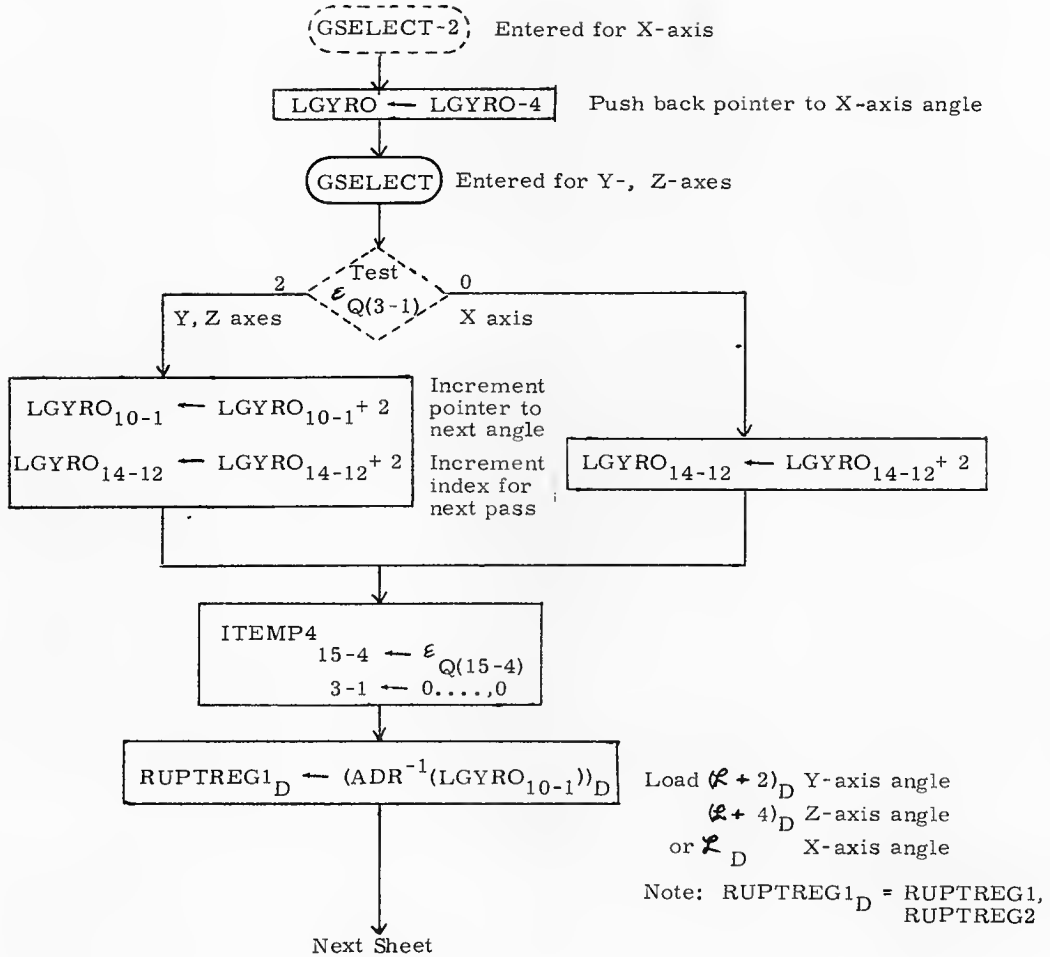 GSELECT-2 Entered for X-axis
LGYRO ← LGYRO-4 Push back pointer to X-axis angle
GSELECT Entered for Y-, Z-axes
Test
2 ε Q(3-1) 0
Y, Z axes X axis
LGYRO10-1 ← LGYRO10-1 + 2
Increment
pointer to
next angle
LGYRO14-12 ← LGYRO14-12 + 2
Increment
index for
next pass
LGYRO14-12 ← LGYRO14-12 + 2
ITEMP4
15-4 ← ε Q(15-4)
3-1 ← 0....,0
RUPTREG1D ← (ADR-1(LGYRO10-1))D
Load (ℒ + 2)D Y-axis angle
(ℒ + 4)D Z-axis angle
or ℒ D X-axis angle
Note: RUPTREG1D = RUPTREG1,
RUPTREG2
Next Sheet